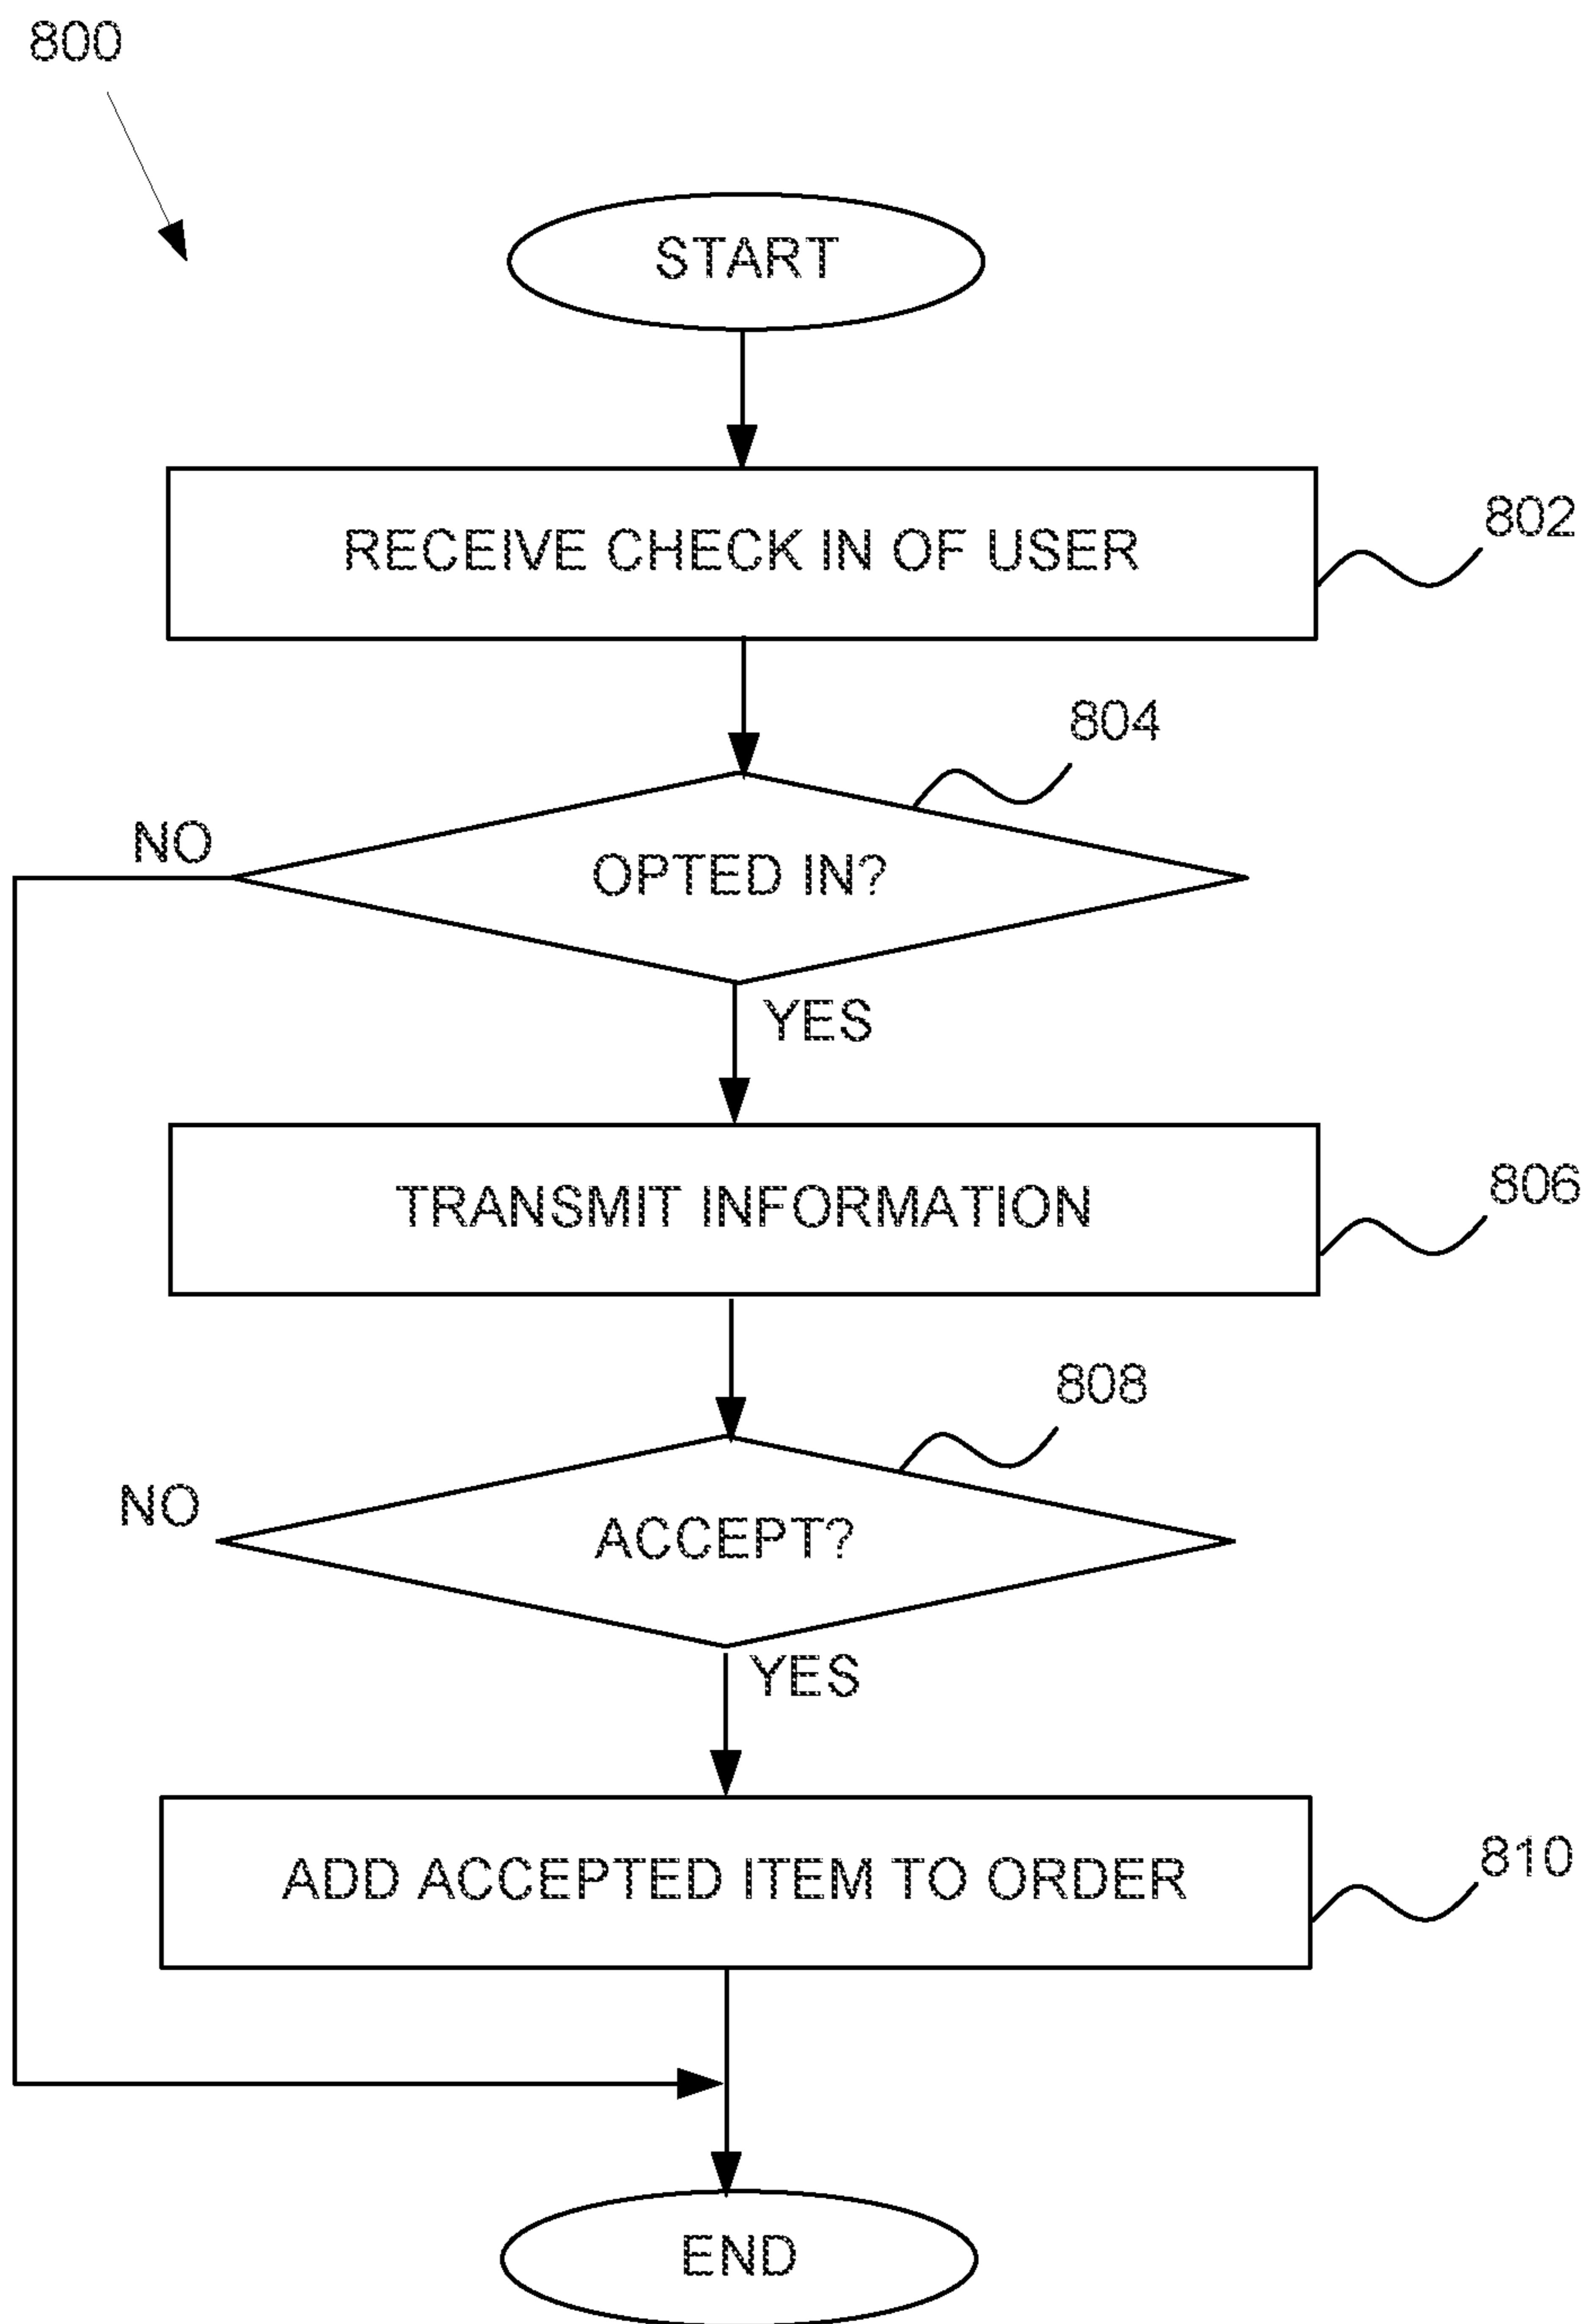 800
START
RECEIVE CHECK IN OF USER
802
804
NO
OPTED IN?
YES
TRANSMIT INFORMATION
806
808
NO
ACCEPT?
YES
ADD ACCEPTED ITEM TO ORDER
810
END